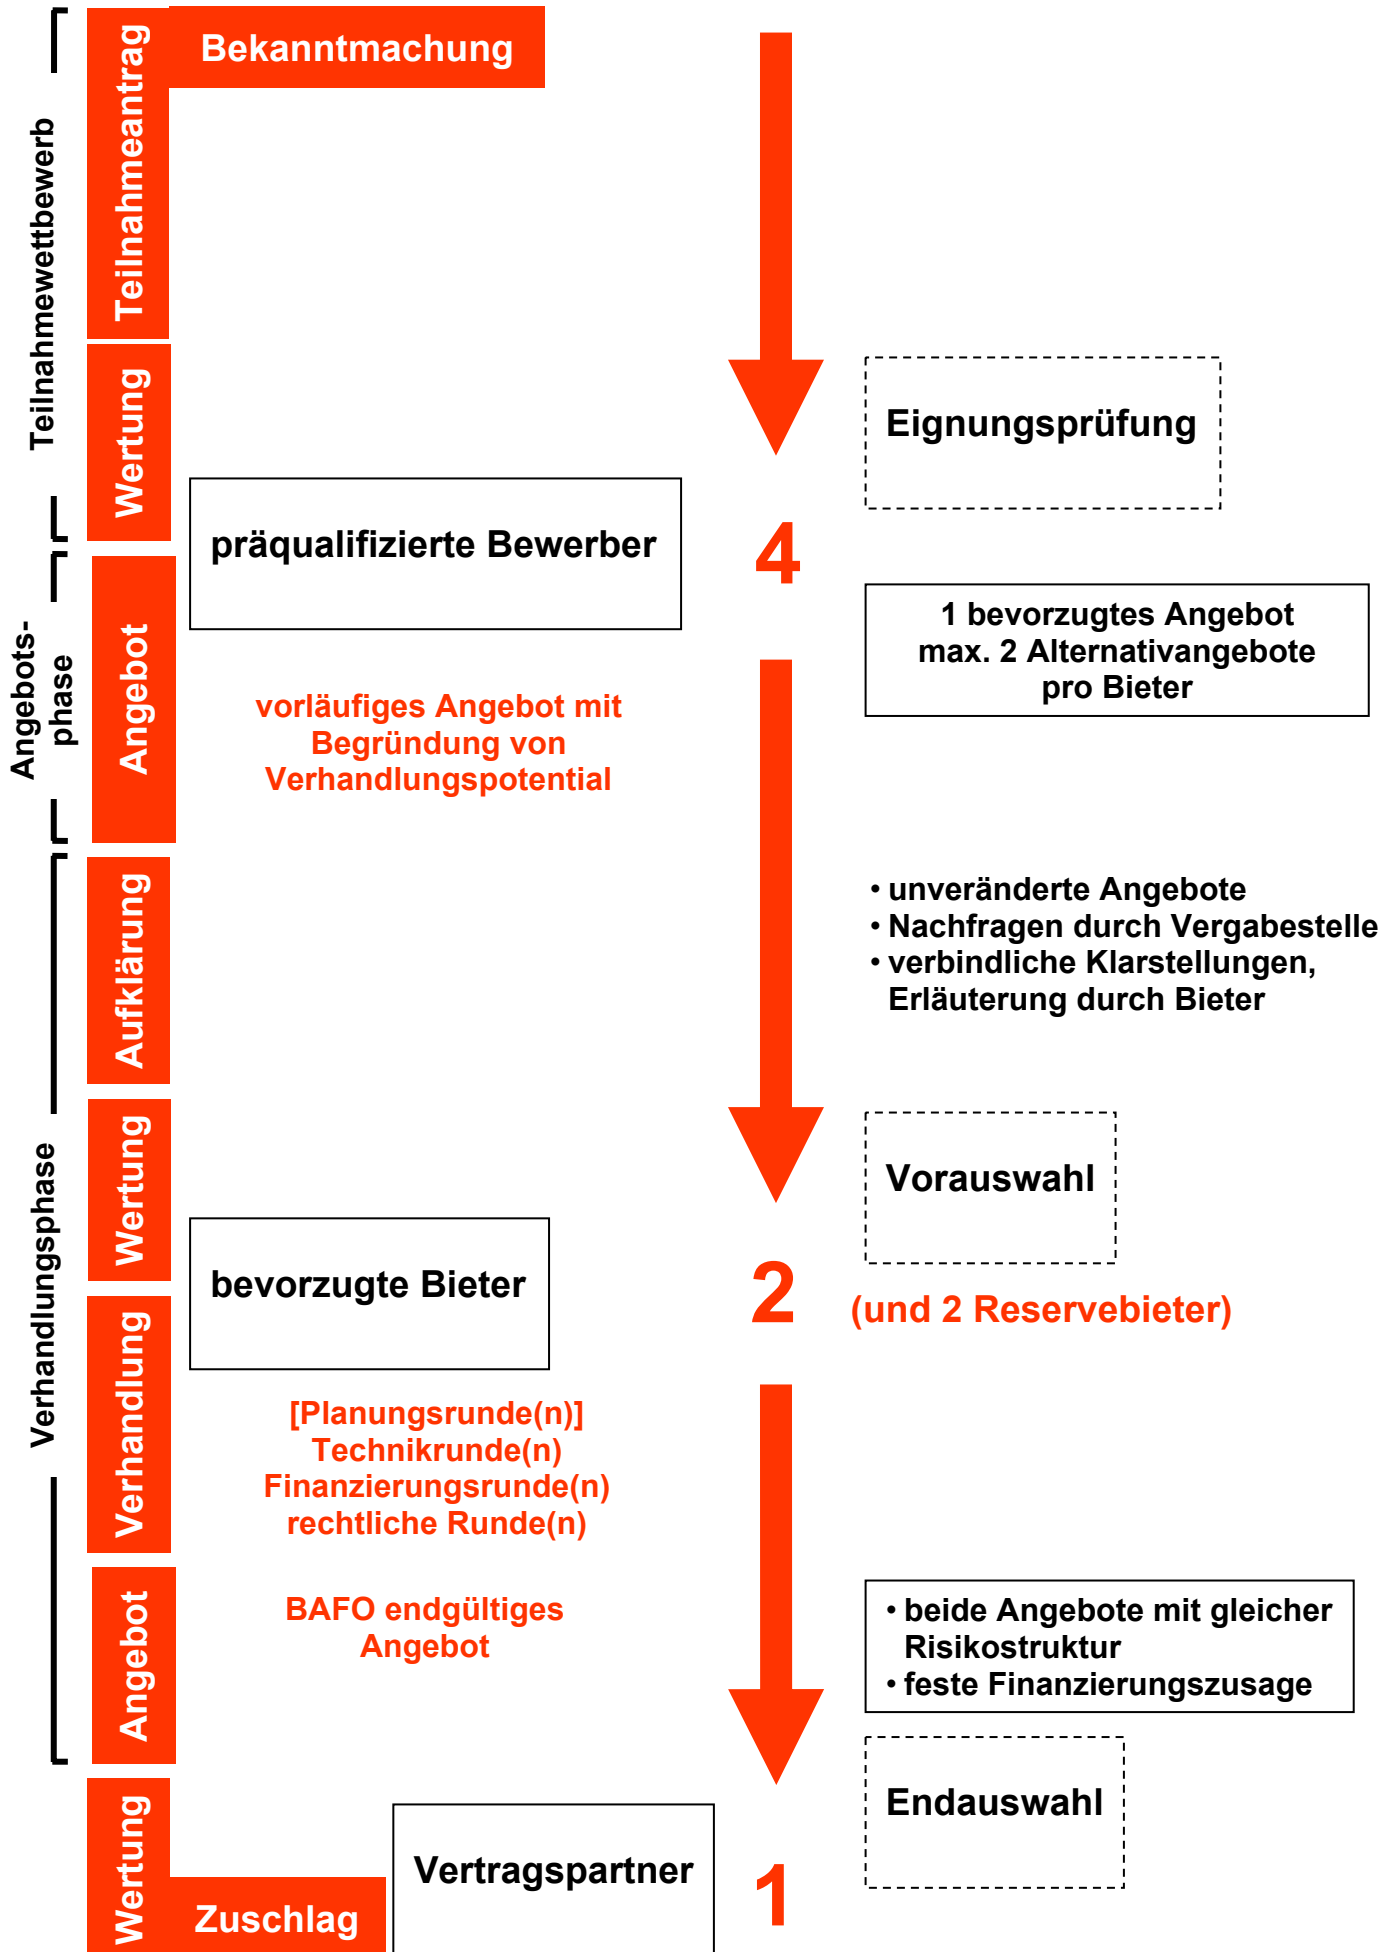 Bekanntmachung
Teilnahmewettbewerb
Teilnahmeantrag
Wertung
Eignungsprüfung
präqualifizierte Bewerber
4
Angebots-
phase
Angebot
1 bevorzugtes Angebot
max. 2 Alternativangebote
pro Bieter
vorläufiges Angebot mit
Begründung von
Verhandlungspotential
Verhandlungsphase
Aufklärung
• unveränderte Angebote
• Nachfragen durch Vergabestelle
• verbindliche Klarstellungen,
Erläuterung durch Bieter
Wertung
Vorauswahl
bevorzugte Bieter
2
(und 2 Reservebieter)
Verhandlung
[Planungsrunde(n)]
Technikrunde(n)
Finanzierungsrunde(n)
rechtliche Runde(n)
Angebot
BAFO endgültiges
Angebot
• beide Angebote mit gleicher
Risikostruktur
• feste Finanzierungszusage
Endauswahl
Wertung
Vertragspartner
1
Zuschlag